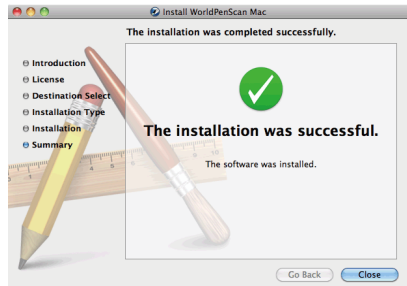 Install WorldPenScan Mac
The installation was completed successfully.
Introduction
License
Destination Select
Installation Type
Installation
Summary
The installation was successful.
The software was installed.
Go Back
Close